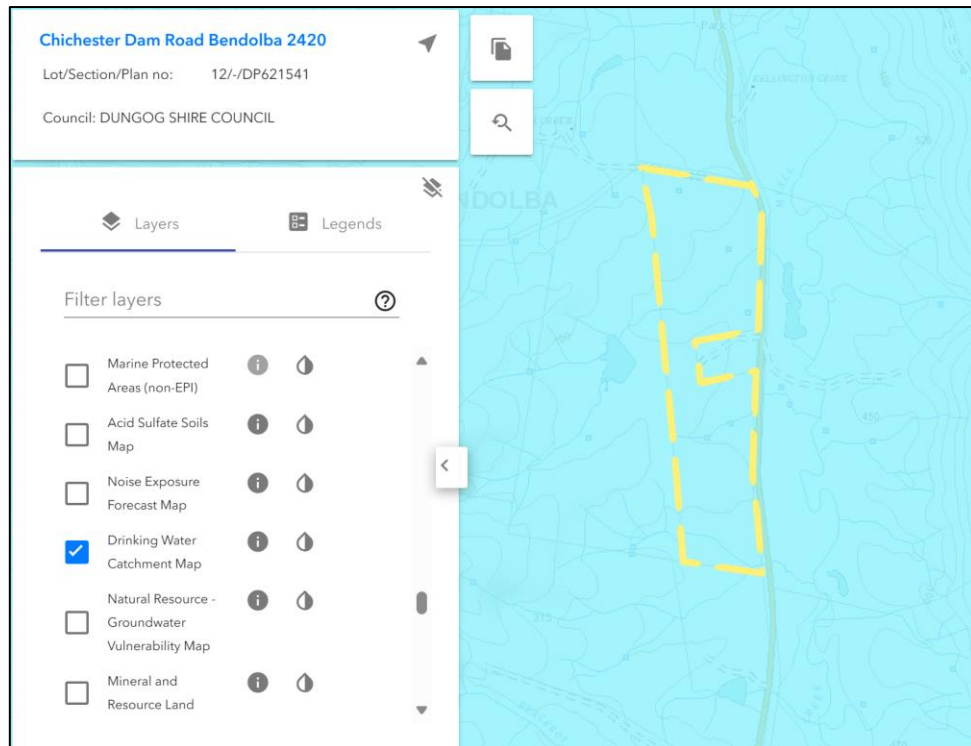 Chichester Dam Road Bendolba 2420
Lot/Section/Plan no: 12/-/DP621541
Council: DUNGOG SHIRE COUNCIL
Layers
Legends
Filter layers
Marine Protected
Areas (non-EPI)
Acid Sulfate Soils
Map
Noise Exposure
Forecast Map
Drinking Water
Catchment Map
Natural Resource -
Groundwater
Vulnerability Map
Mineral and
Resource Land
NDOLBA
450
375